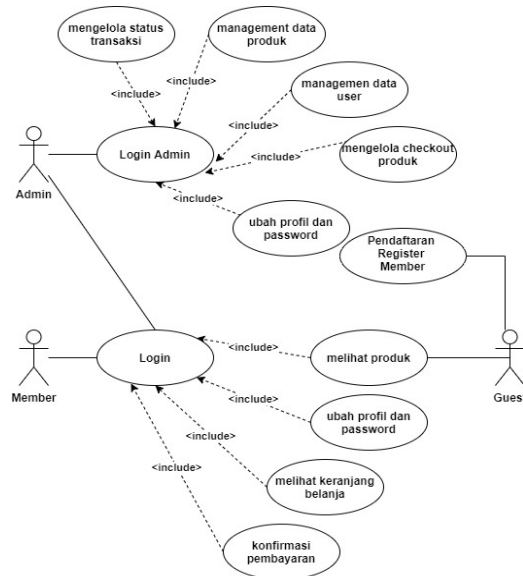 mengelola status
transaksi
management data
produk
<include>
<include>
managemen data
user
<include>
Login Admin
<include>
mengelola checkout
produk
Admin
<include>
ubah profil dan
password
Pendaftaran
Register
Member
Login
<include>
melihat produk
Member
Guest
<include>
ubah profil dan
password
<include>
<include>
melihat keranjang
belanja
konfirmasi
pembayaran